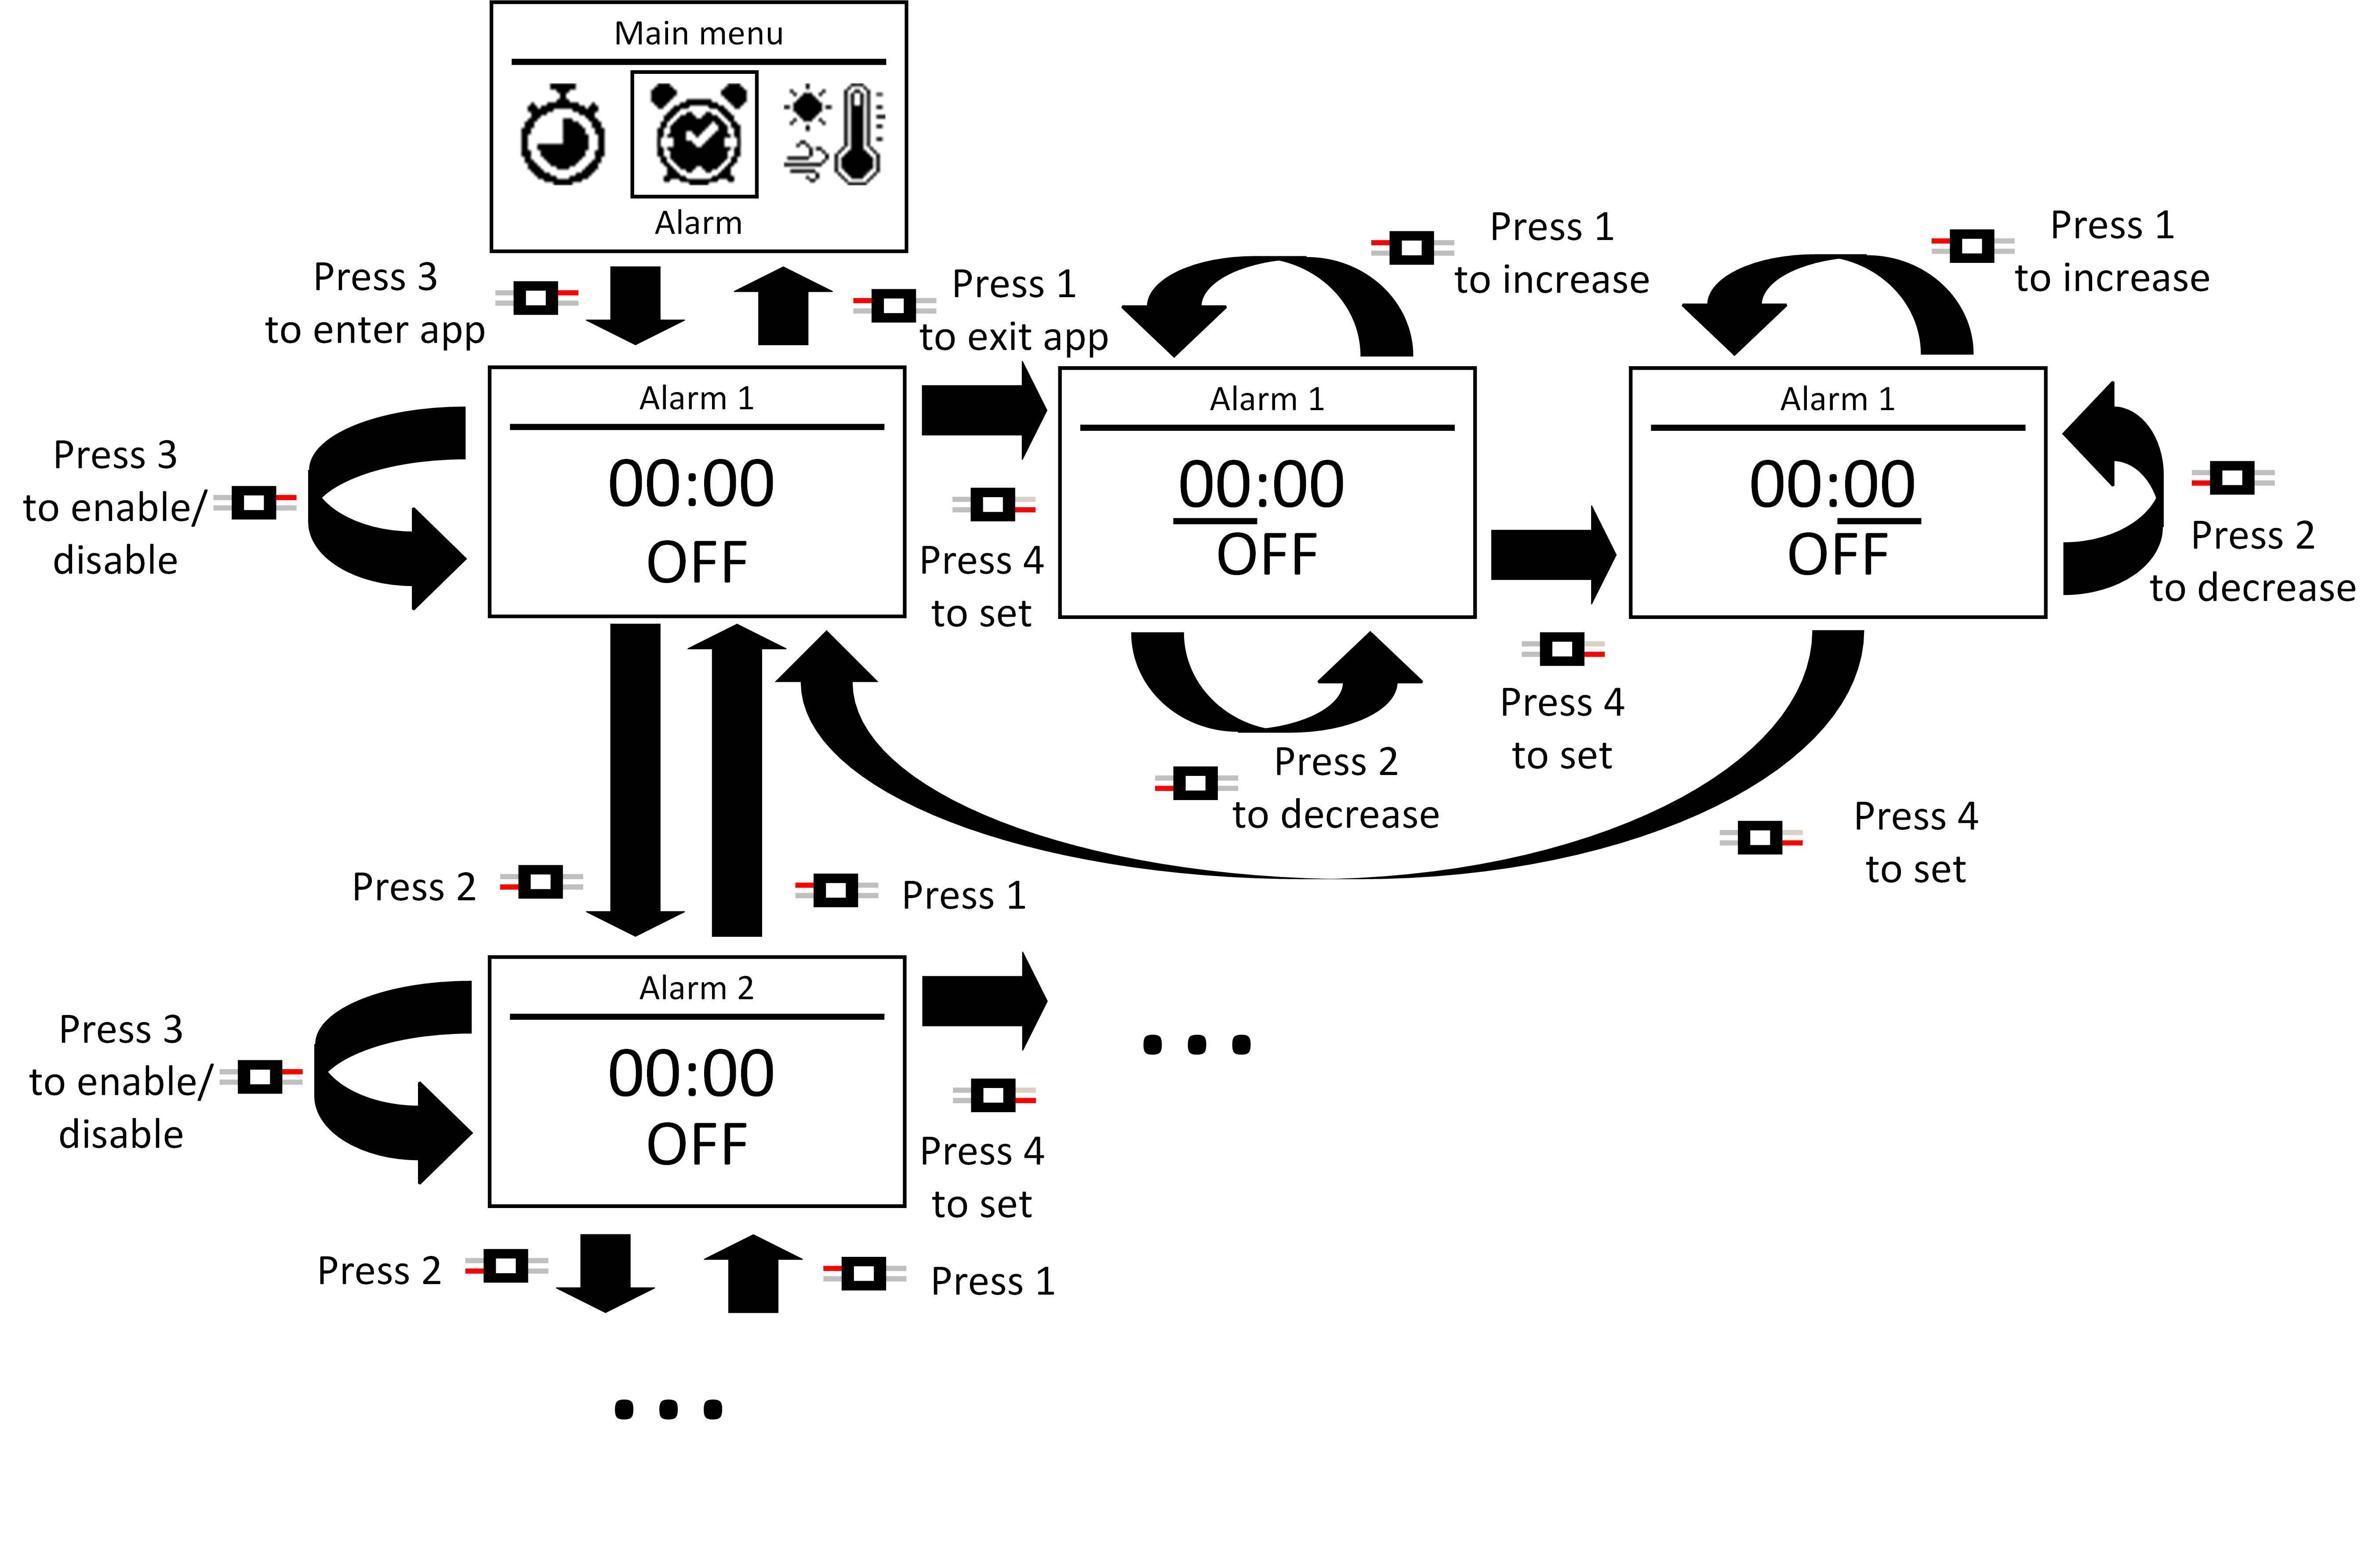 Main menu
Alarm
Press 3
to enter app
Press 1
to exit app
Press 1
to increase
Press 1
to increase
Alarm 1
00:00
OFF
Press 3
to enable/
disable
Press 4
to set
Alarm 1
00:00
OFF
Press 4
to set
Alarm 1
00:00
OFF
Press 2
to decrease
Press 2
to decrease
Press 4
to set
Press 2
Press 1
Alarm 2
00:00
OFF
Press 3
to enable/
disable
Press 4
to set
...
Press 2
Press 1
...